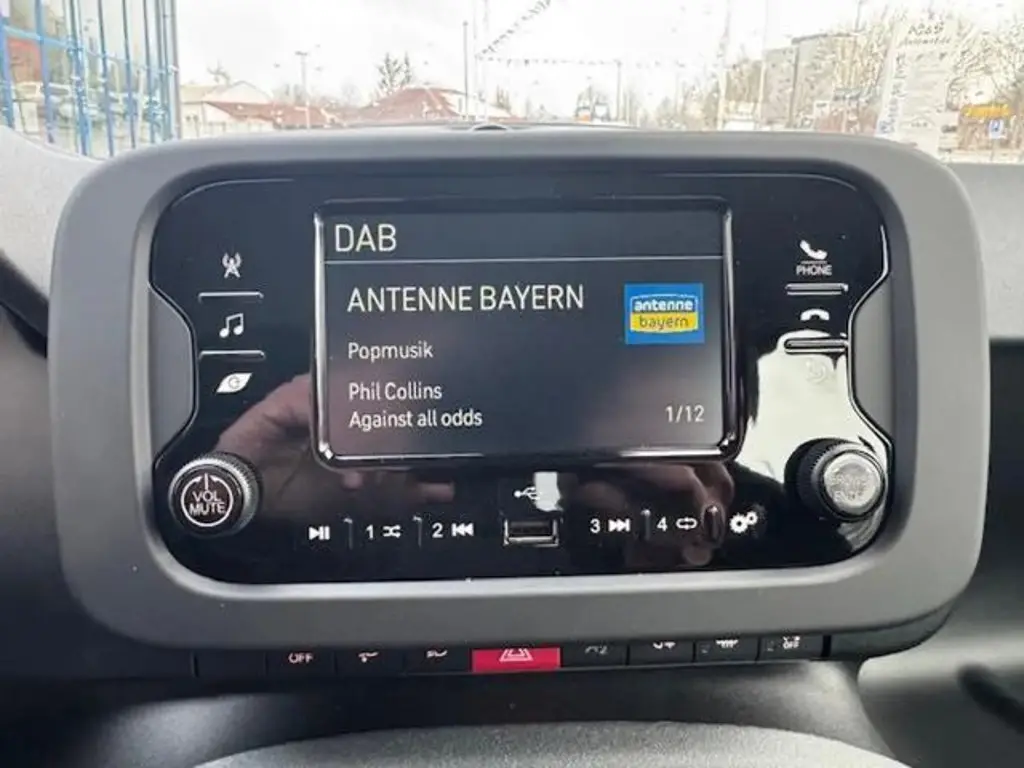 DAB
ANTENNE BAYERN
antenne
bayern
Popmusik
Phil Collins
Against all odds
1/12
PHONE
VOL
MUTE
1
2
3
4
OFF
OFF